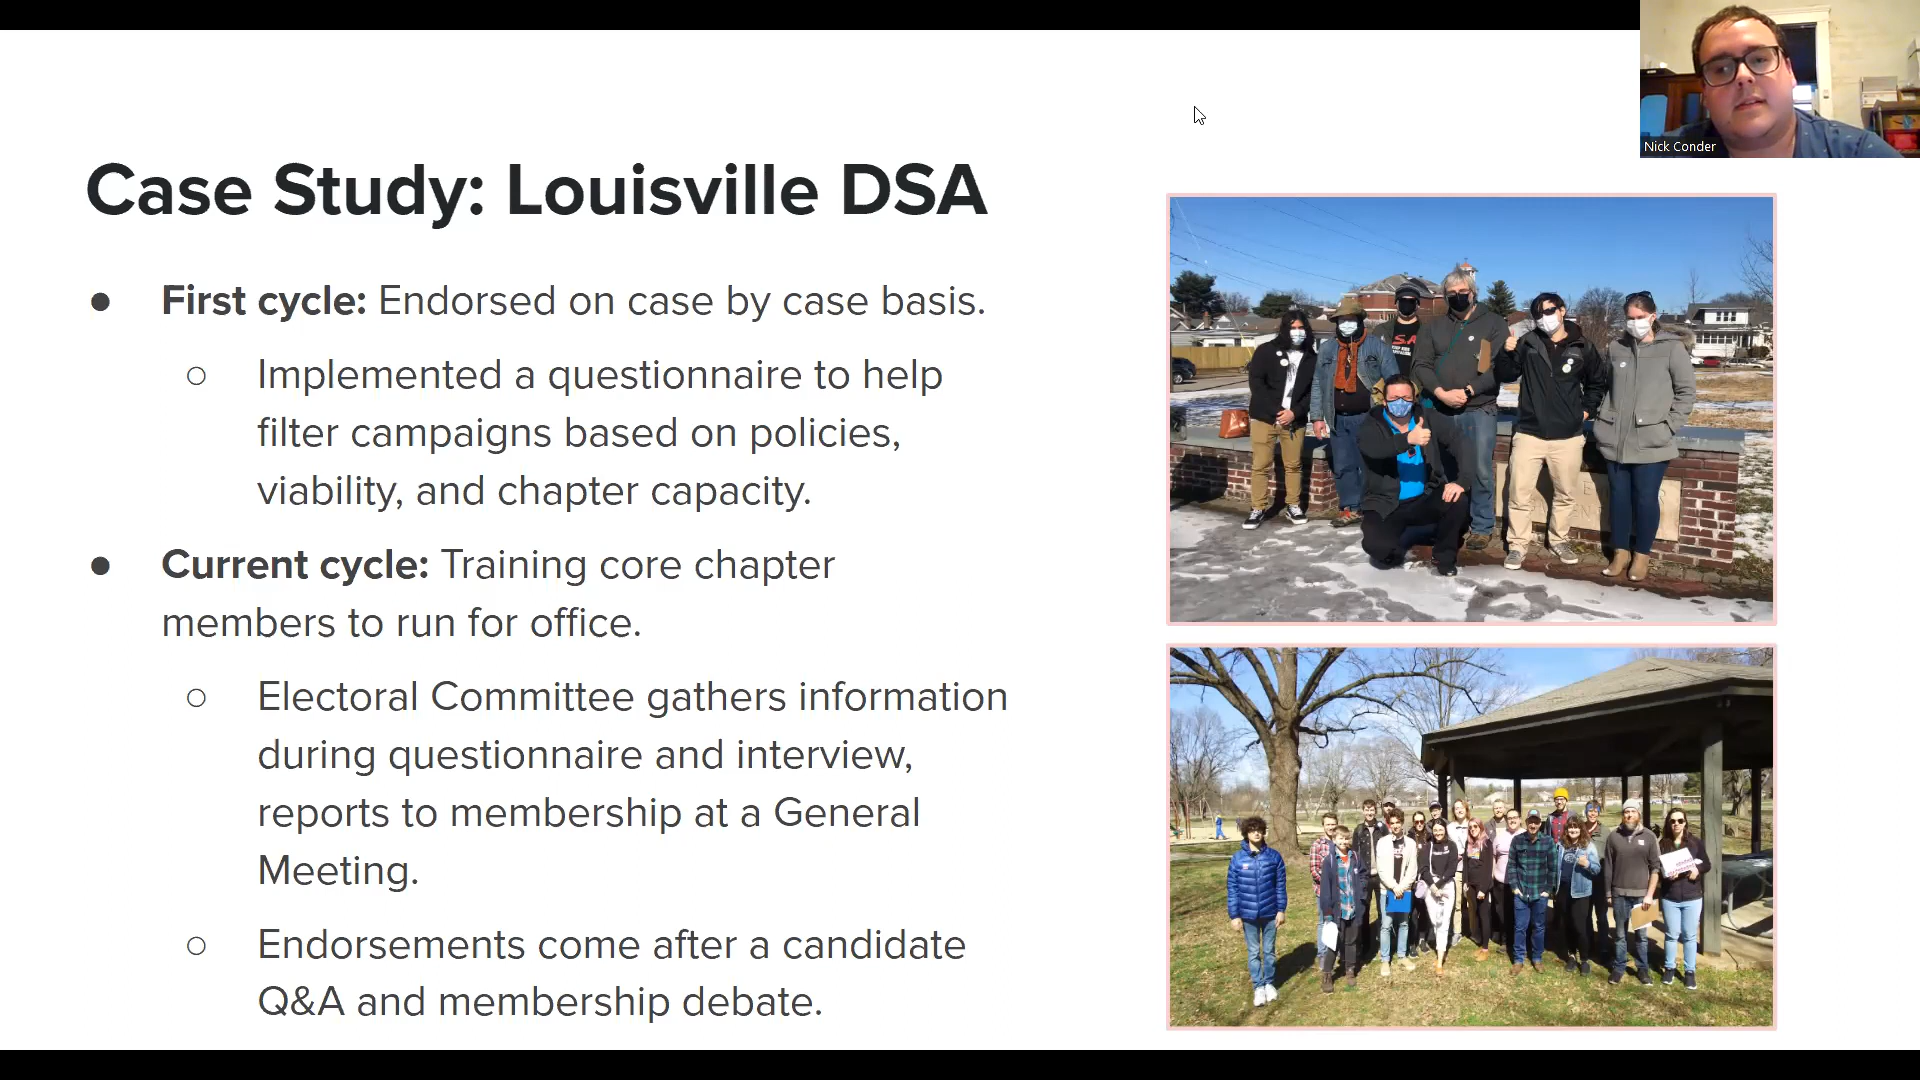 Nick Conder
Case Study: Louisville DSA
● First cycle: Endorsed on case by case basis.
○ Implemented a questionnaire to help
filter campaigns based on policies,
viability, and chapter capacity.
● Current cycle: Training core chapter
members to run for office.
○ Electoral Committee gathers information
during questionnaire and interview,
reports to membership at a General
Meeting.
○ Endorsements come after a candidate
Q&A and membership debate.